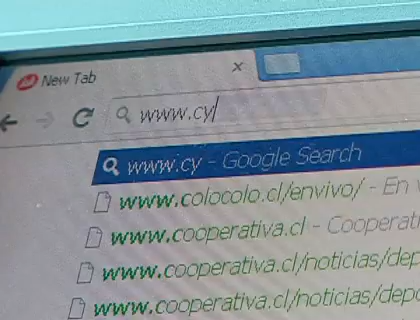 New Tab
www.cy
www.cy - Google Search
www.colocolo.cl/envivo/ - En v
www.cooperativa.cl - Cooperat
www.cooperativa.cl/noticias/dep
www.cooperativa.cl/noticias/depo